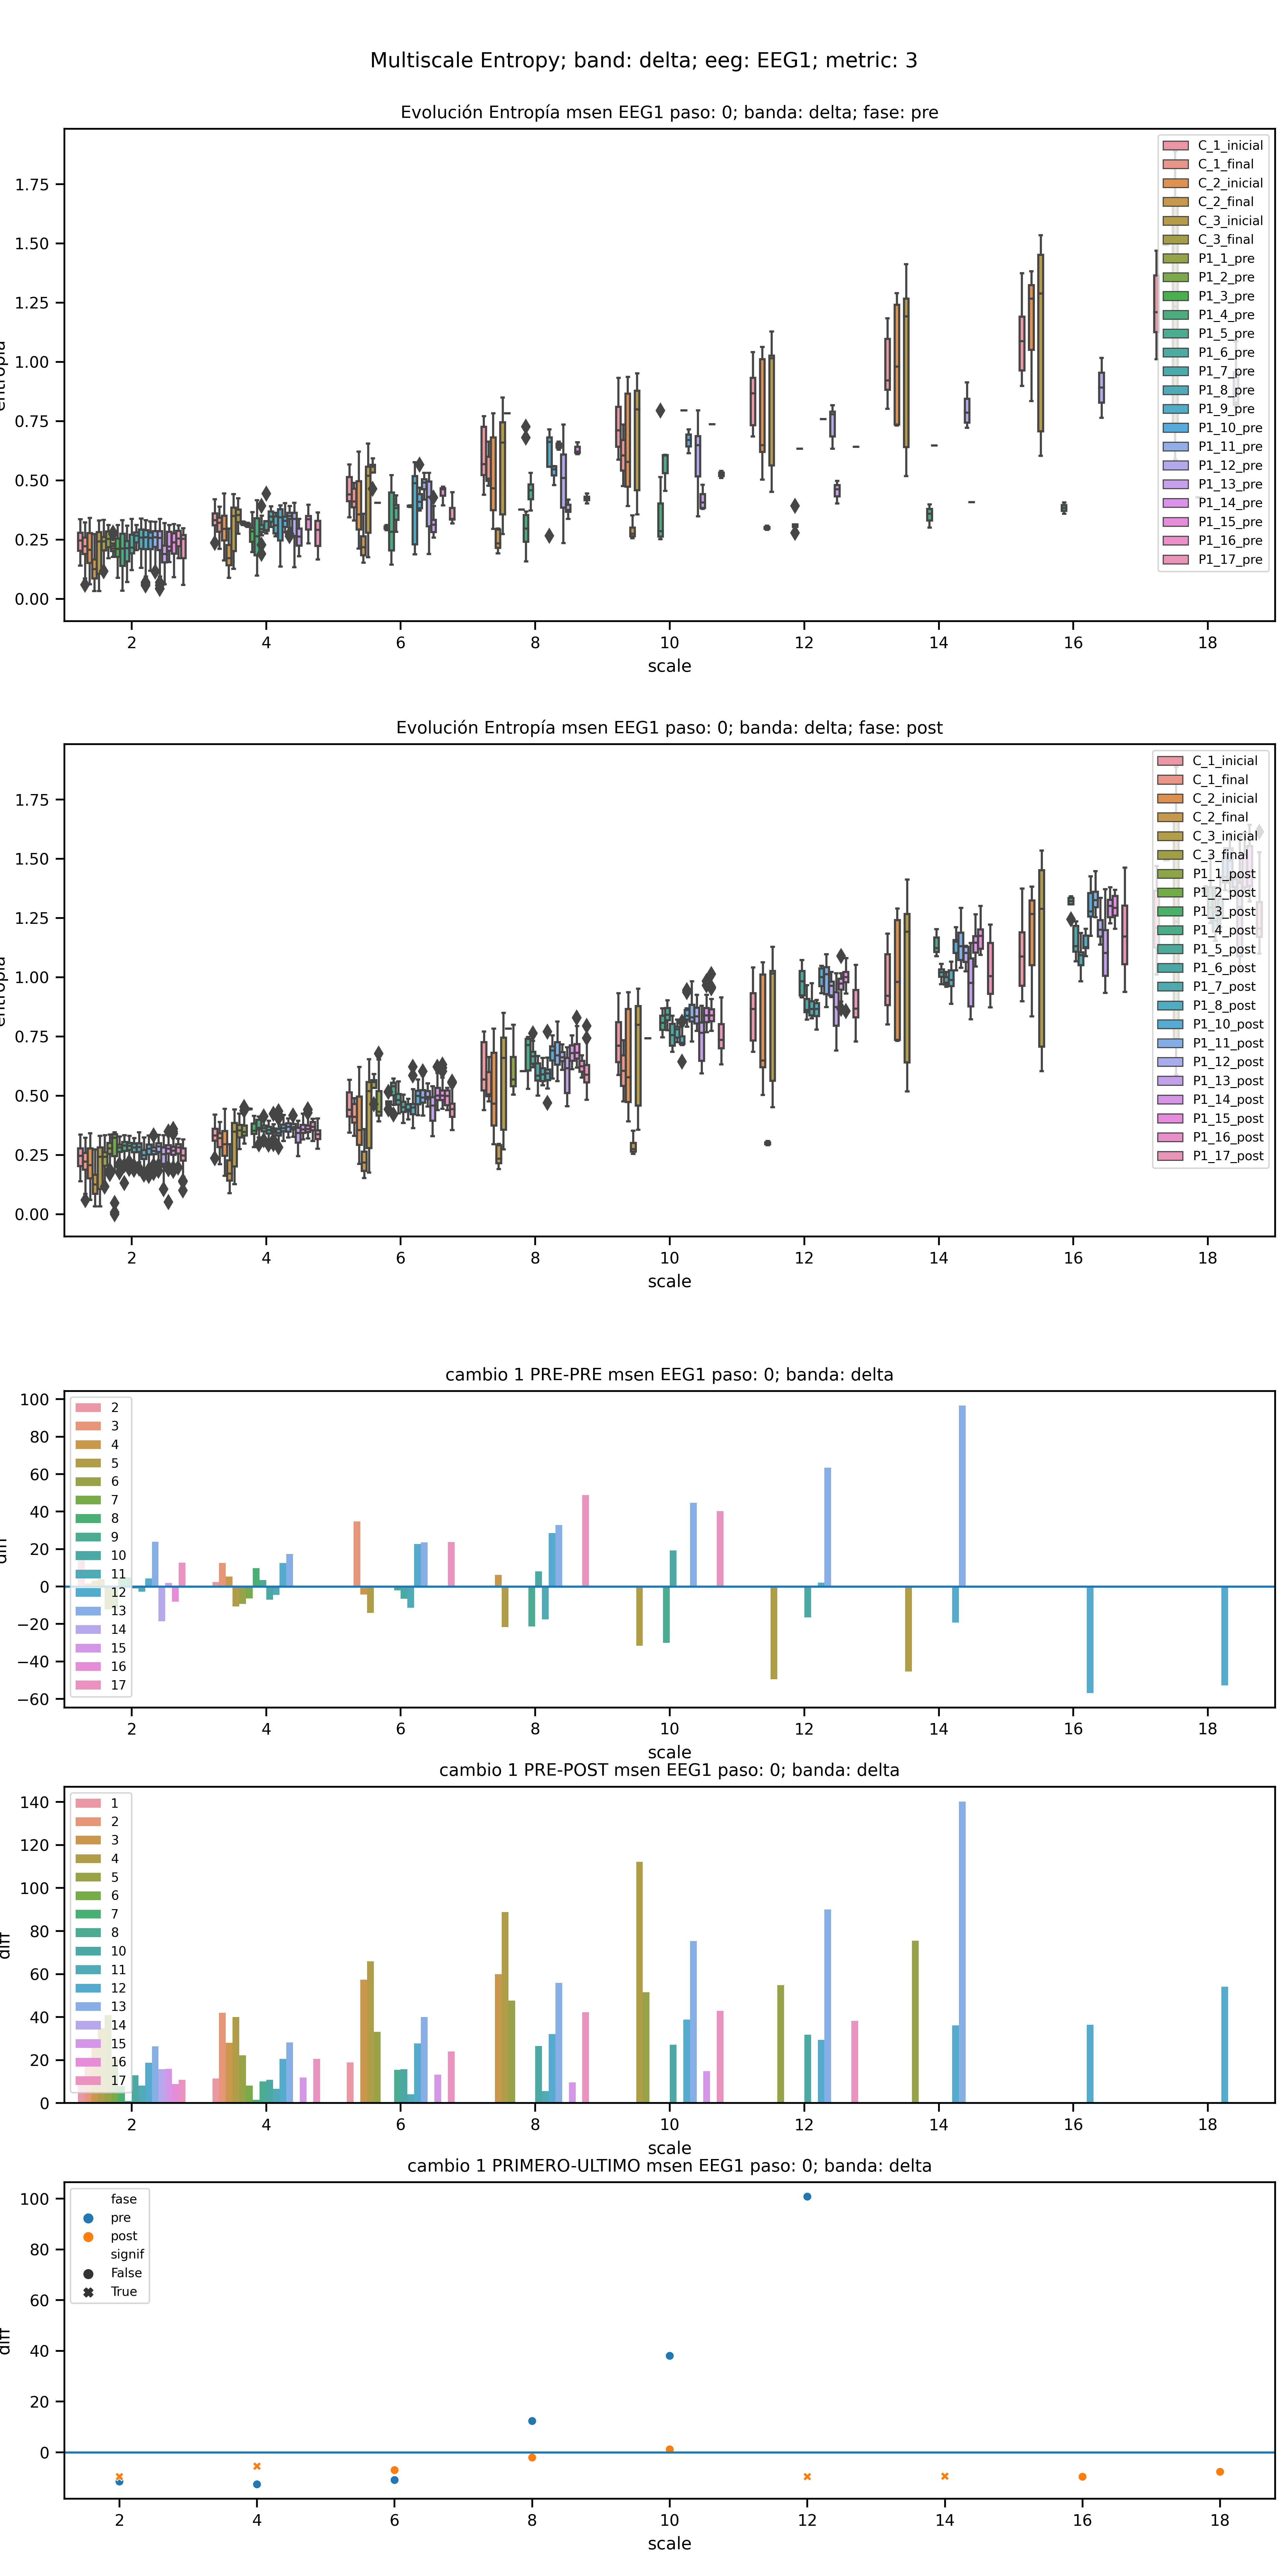 Multiscale Entropy; band: delta; eeg: EEG1; metric: 3
Evolución Entropía msen EEG1 paso: 0; banda: delta; fase: pre
1.75
1.50
1.25
1.00
0.75
0.50
0.25
0.00
entropia
C_1_inicial
C_1_final
C_2_inicial
C_2_final
C_3_inicial
C_3_final
P1_1_pre
P1_2_pre
P1_3_pre
P1_4_pre
P1_5_pre
P1_6_pre
P1_7_pre
P1_8_pre
P1_9_pre
P1_10_pre
P1_11_pre
P1_12_pre
P1_13_pre
P1_14_pre
P1_15_pre
P1_16_pre
P1_17_pre
2 4 6 8 10 12 14 16 18
scale
Evolución Entropía msen EEG1 paso: 0; banda: delta; fase: post
1.75
1.50
1.25
1.00
0.75
0.50
0.25
0.00
entropia
C_1_inicial
C_1_final
C_2_inicial
C_2_final
C_3_inicial
C_3_final
P1_1_post
P1_2_post
P1_3_post
P1_4_post
P1_5_post
P1_6_post
P1_7_post
P1_8_post
P1_10_post
P1_11_post
P1_12_post
P1_13_post
P1_14_post
P1_15_post
P1_16_post
P1_17_post
2 4 6 8 10 12 14 16 18
scale
cambio 1 PRE-PRE msen EEG1 paso: 0; banda: delta
100
80
60
40
20
0
−20
−40
−60
diff
2
3
4
5
6
7
8
9
10
11
12
13
14
15
16
17
2 4 6 8 10 12 14 16 18
scale
cambio 1 PRE-POST msen EEG1 paso: 0; banda: delta
140
120
100
80
60
40
20
0
diff
1
2
3
4
5
6
7
8
10
11
12
13
14
15
16
17
2 4 6 8 10 12 14 16 18
scale
cambio 1 PRIMERO-ULTIMO msen EEG1 paso: 0; banda: delta
100
80
60
40
20
0
diff
fase
pre
post
signif
False
True
2 4 6 8 10 12 14 16 18
scale